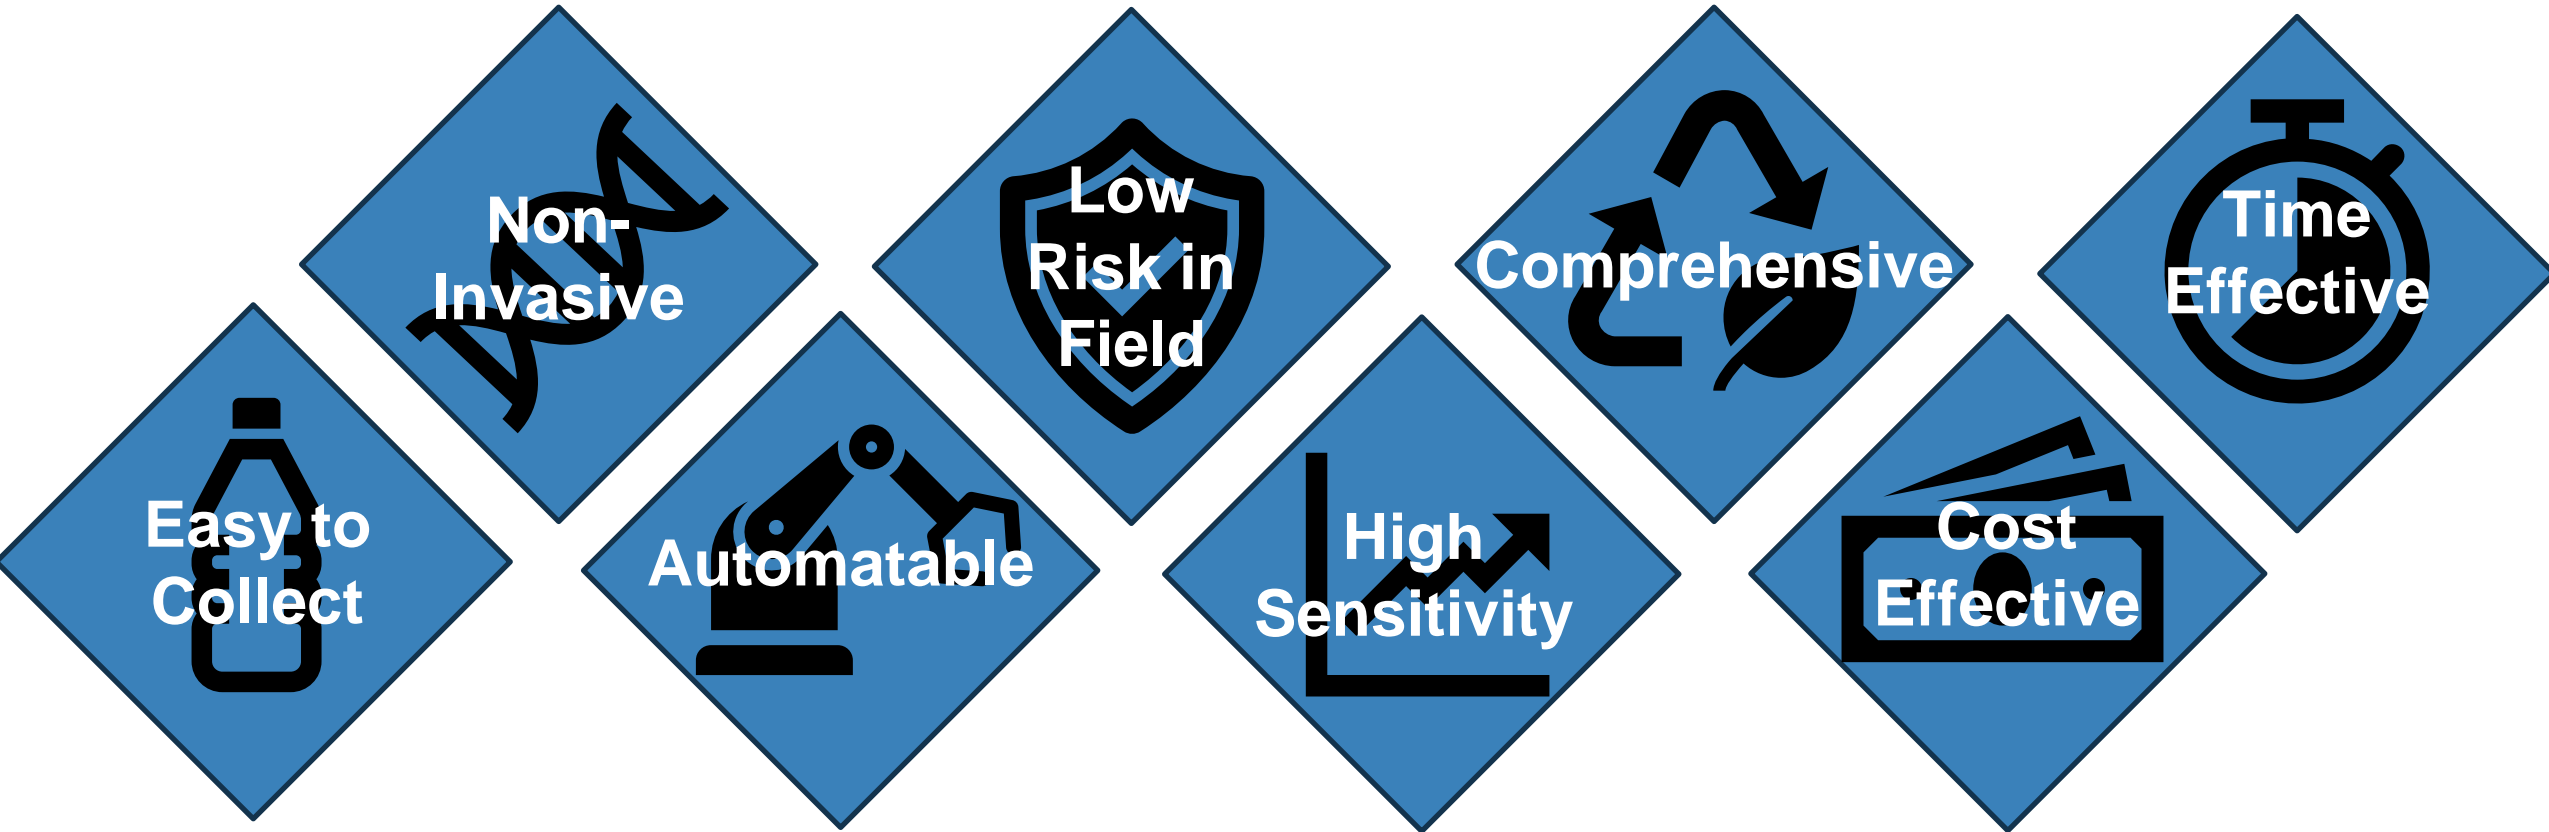 Non-
Invasive
Low
Risk in
Field
Comprehensive
Time
Effective
Easy to
Collect
Automatable
High
Sensitivity
Cost
Effective